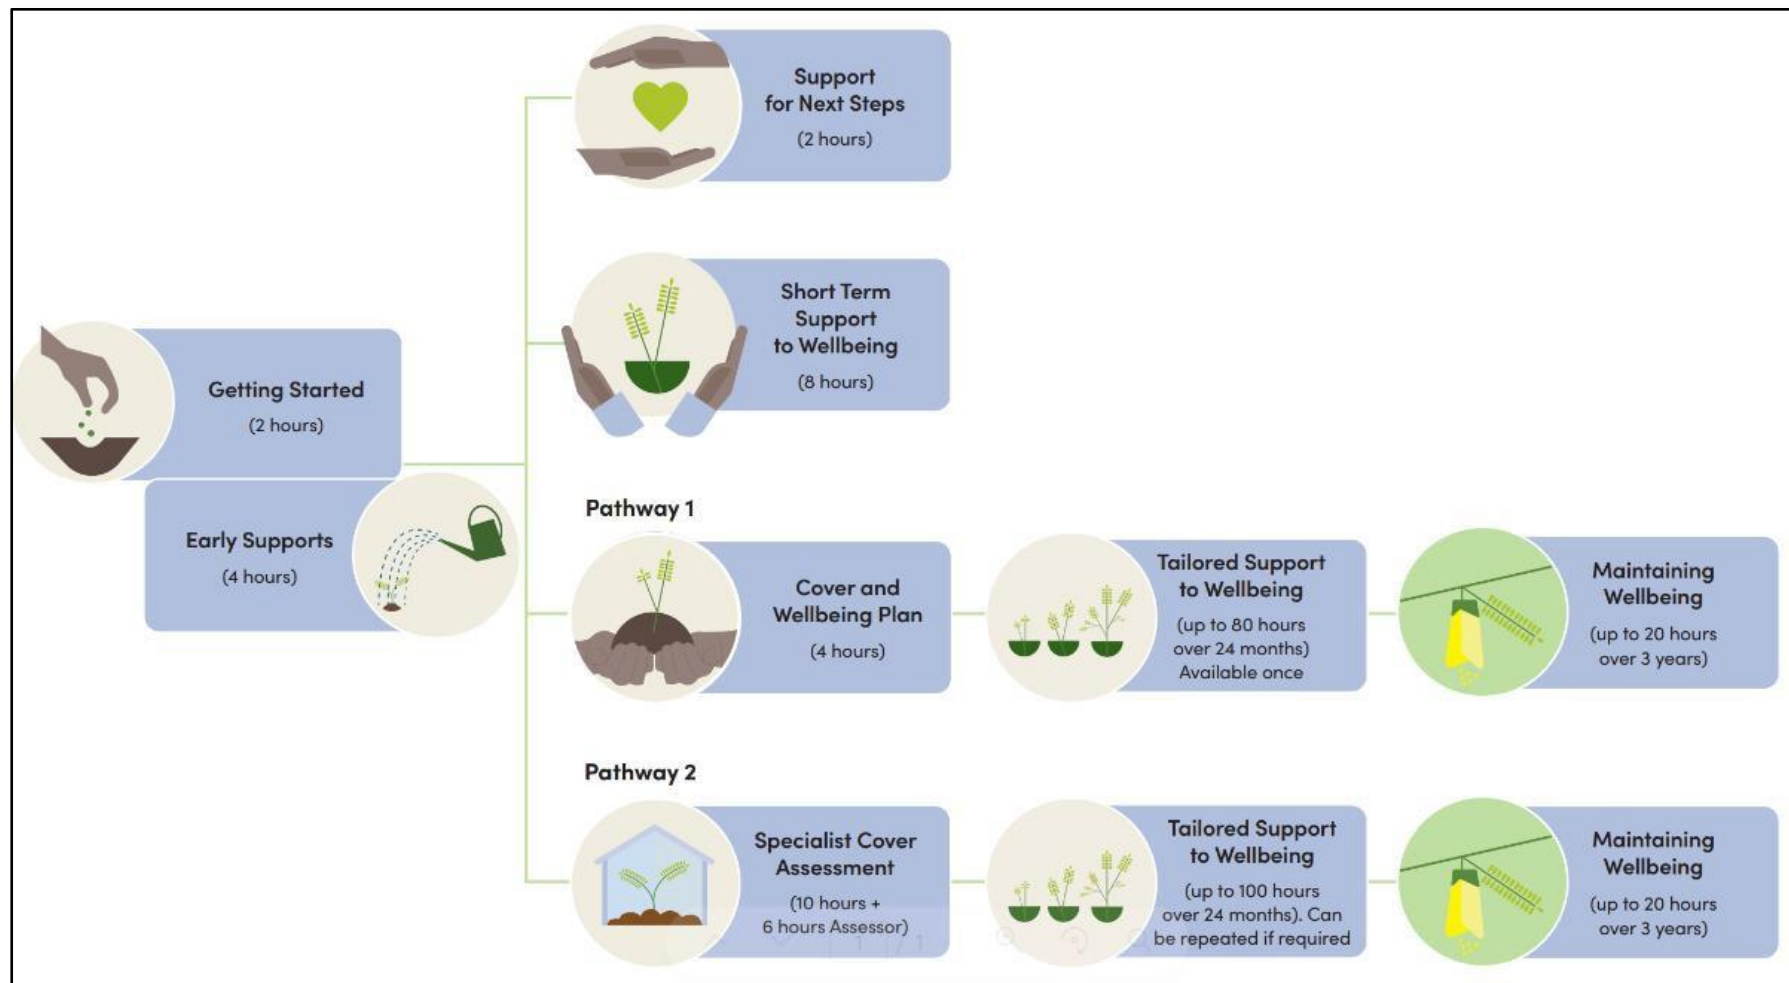 Support
for Next Steps
(2 hours)
Short Term
Support
to Wellbeing
(8 hours)
Getting Started
(2 hours)
Early Supports
(4 hours)
Pathway 1
Cover and
Wellbeing Plan
(4 hours)
Tailored Support
to Wellbeing
(up to 80 hours
over 24 months)
Available once
Maintaining
Wellbeing
(up to 20 hours
over 3 years)
Pathway 2
Specialist Cover
Assessment
(10 hours +
6 hours Assessor)
Tailored Support
to Wellbeing
(up to 100 hours
over 24 months). Can
be repeated if required
Maintaining
Wellbeing
(up to 20 hours
over 3 years)
1 / 1